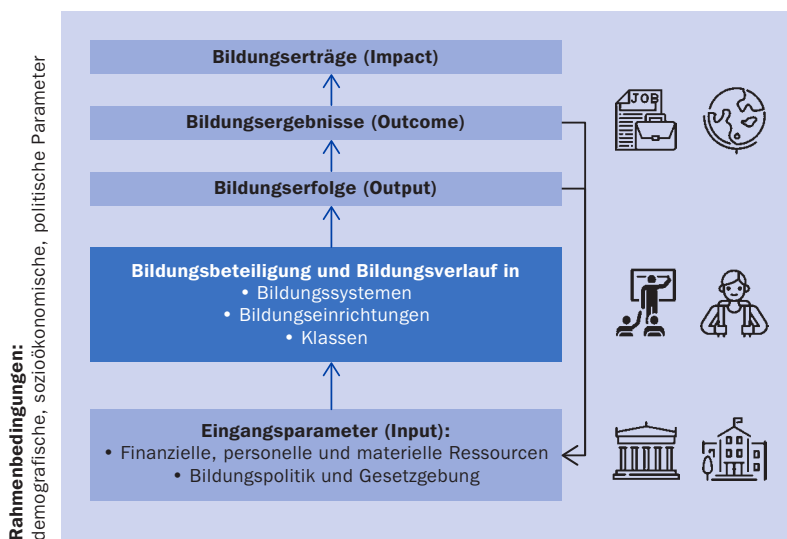 Rahmenbedingungen:
demografische, sozioökonomische, politische Parameter
Bildungserträge (Impact)
Bildungsergebnisse (Outcome)
Bildungserfolge (Output)
Bildungsbeteiligung und Bildungsverlauf in
• Bildungssystemen
• Bildungseinrichtungen
• Klassen
Eingangsparameter (Input):
• Finanzielle, personelle und materielle Ressourcen
• Bildungspolitik und Gesetzgebung
JOB